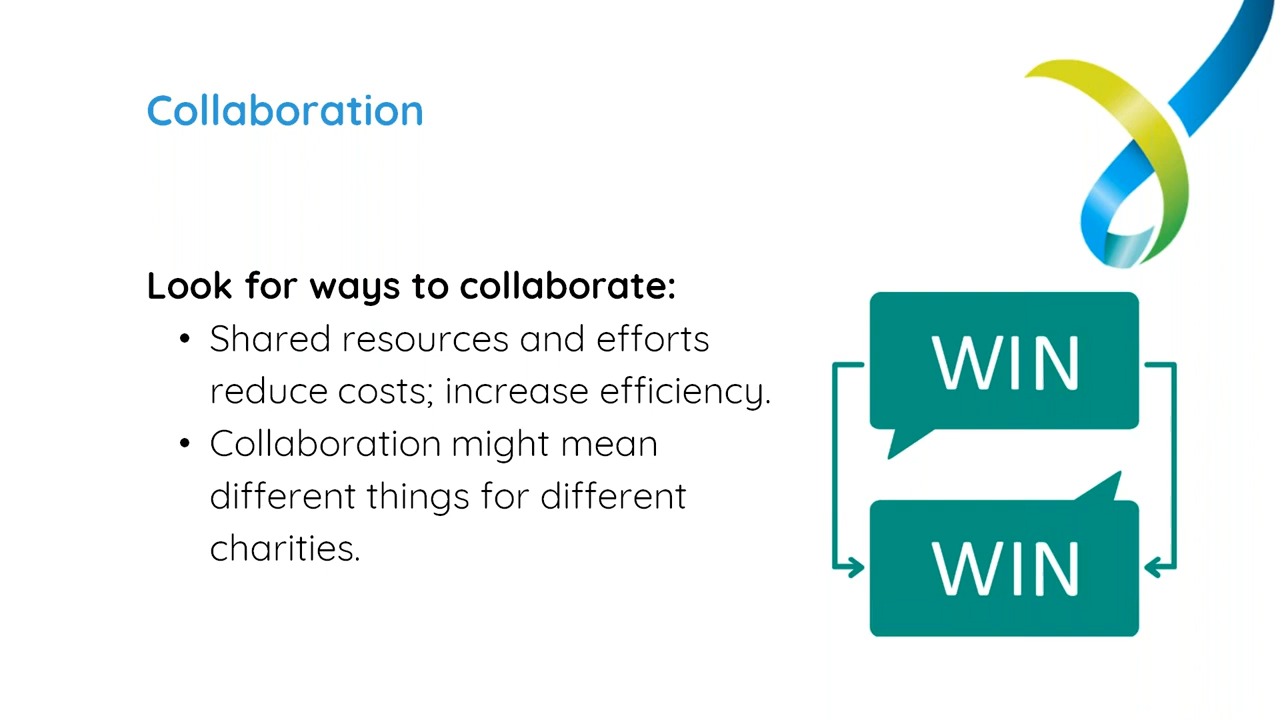 Collaboration
Look for ways to collaborate:
• Shared resources and efforts
reduce costs; increase efficiency.
• Collaboration might mean
different things for different
charities.
WIN
WIN